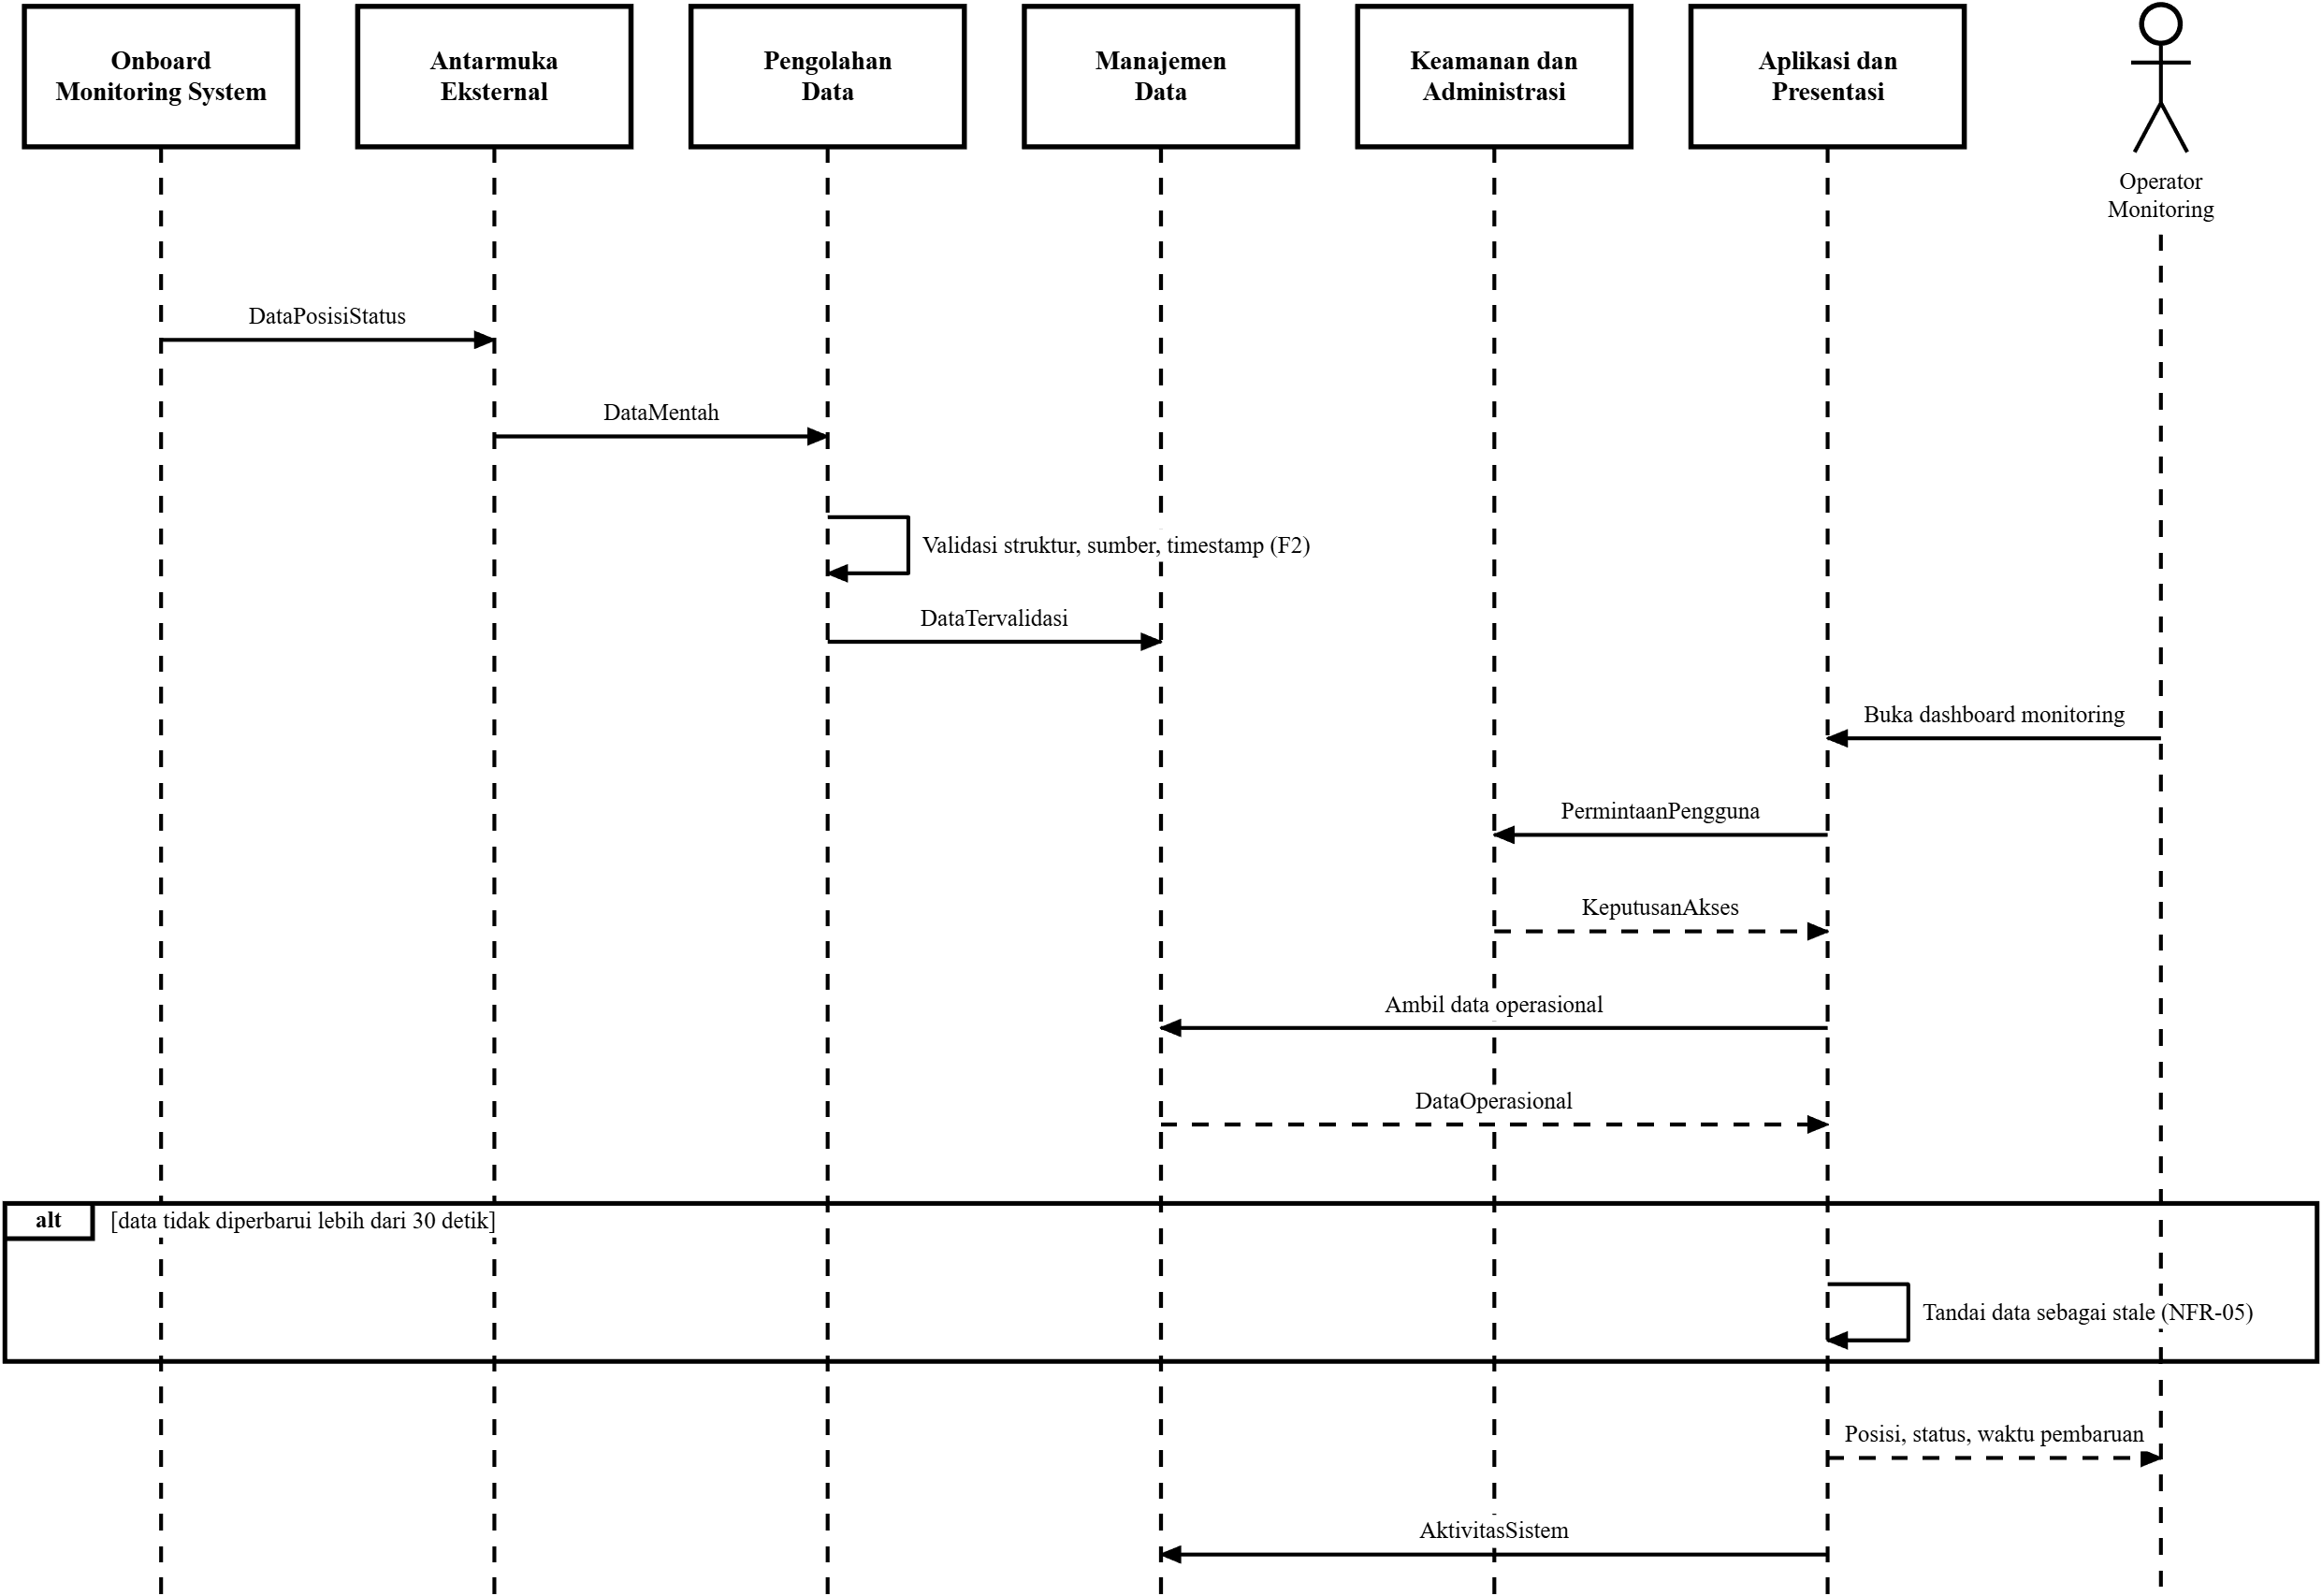 Onboard
Monitoring System
Antarmuka
Eksternal
Pengolahan
Data
Manajemen
Data
Keamanan dan
Administrasi
Aplikasi dan
Presentasi
Operator
Monitoring
DataPosisiStatus
DataMentah
Validasi struktur, sumber, timestamp (F2)
DataTervalidasi
Buka dashboard monitoring
PermintaanPengguna
KeputusanAkses
Ambil data operasional
DataOperasional
alt [data tidak diperbarui lebih dari 30 detik]
Tandai data sebagai stale (NFR-05)
Posisi, status, waktu pembaruan
AktivitasSistem